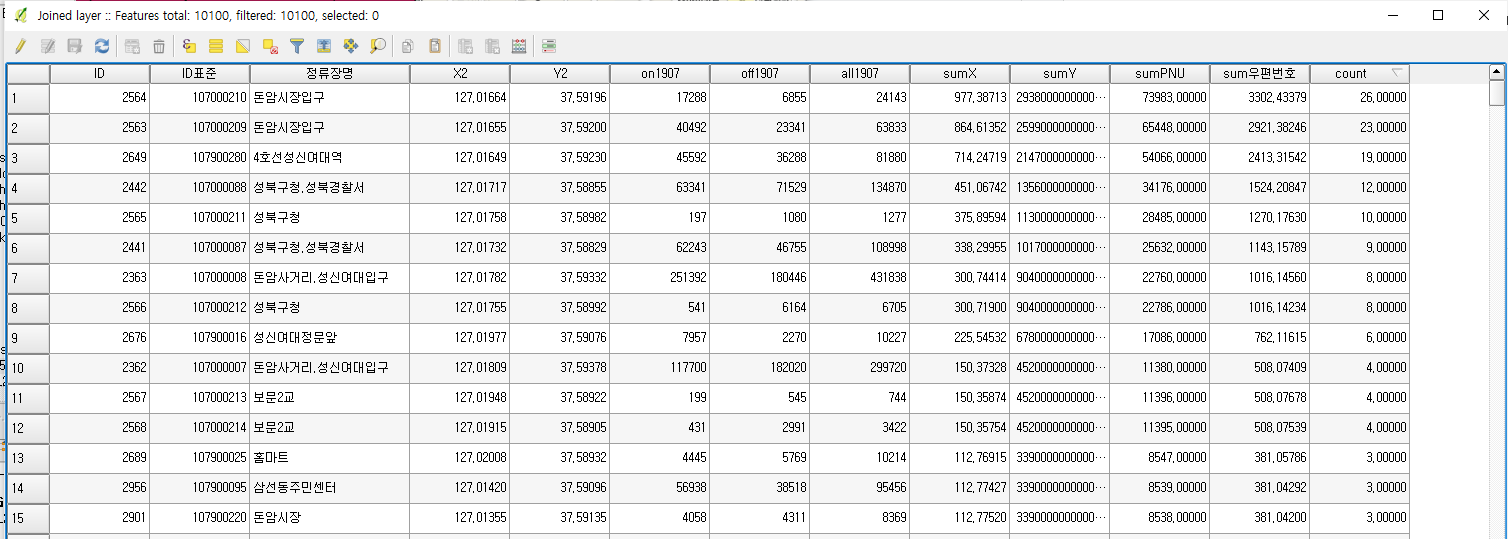 Joined layer :: Features total: 10100, filtered: 10100, selected: 0
ID ID표준 정류장명 X2 Y2 on1907 off1907 all1907 sumX sumY sumPNU sum우편번호 count
1 2564 107000210 돈암시장입구 127,01664 37,59196 17288 6855 24143 977,38713 2938000000000… 73983,00000 3302,43379 26,00000
2 2563 107000209 돈암시장입구 127,01655 37,59200 40492 23341 63833 864,61352 2599000000000… 65448,00000 2921,38246 23,00000
3 2649 107900280 4호선성신여대역 127,01649 37,59230 45592 36288 81880 714,24719 2147000000000… 54066,00000 2413,31542 19,00000
4 2442 107000088 성북구청,성북경찰서 127,01717 37,58855 63341 71529 134870 451,06742 1356000000000… 34176,00000 1524,20847 12,00000
5 2565 107000211 성북구청 127,01758 37,58982 197 1080 1277 375,89594 1130000000000… 28485,00000 1270,17630 10,00000
6 2441 107000087 성북구청,성북경찰서 127,01732 37,58829 62243 46755 108998 338,29955 1017000000000… 25632,00000 1143,15789 9,00000
7 2363 107000008 돈암사거리,성신여대입구 127,01782 37,59332 251392 180446 431838 300,74414 9040000000000… 22760,00000 1016,14560 8,00000
8 2566 107000212 성북구청 127,01755 37,58992 541 6164 6705 300,71900 9040000000000… 22786,00000 1016,14234 8,00000
9 2676 107900016 성신여대정문앞 127,01977 37,59076 7957 2270 10227 225,54532 6780000000000… 17086,00000 762,11615 6,00000
10 2362 107000007 돈암사거리,성신여대입구 127,01809 37,59378 117700 182020 299720 150,37328 4520000000000… 11380,00000 508,07409 4,00000
11 2567 107000213 보문2교 127,01948 37,58922 199 545 744 150,35874 4520000000000… 11396,00000 508,07678 4,00000
12 2568 107000214 보문2교 127,01915 37,58905 431 2991 3422 150,35754 4520000000000… 11395,00000 508,07539 4,00000
13 2689 107900025 홈마트 127,02008 37,58932 4445 5769 10214 112,76915 3390000000000… 8547,00000 381,05786 3,00000
14 2956 107900095 삼선동주민센터 127,01420 37,59096 56938 38518 95456 112,77427 3390000000000… 8539,00000 381,04292 3,00000
15 2901 107900220 돈암시장 127,01355 37,59135 4058 4311 8369 112,77520 3390000000000… 8538,00000 381,04200 3,00000